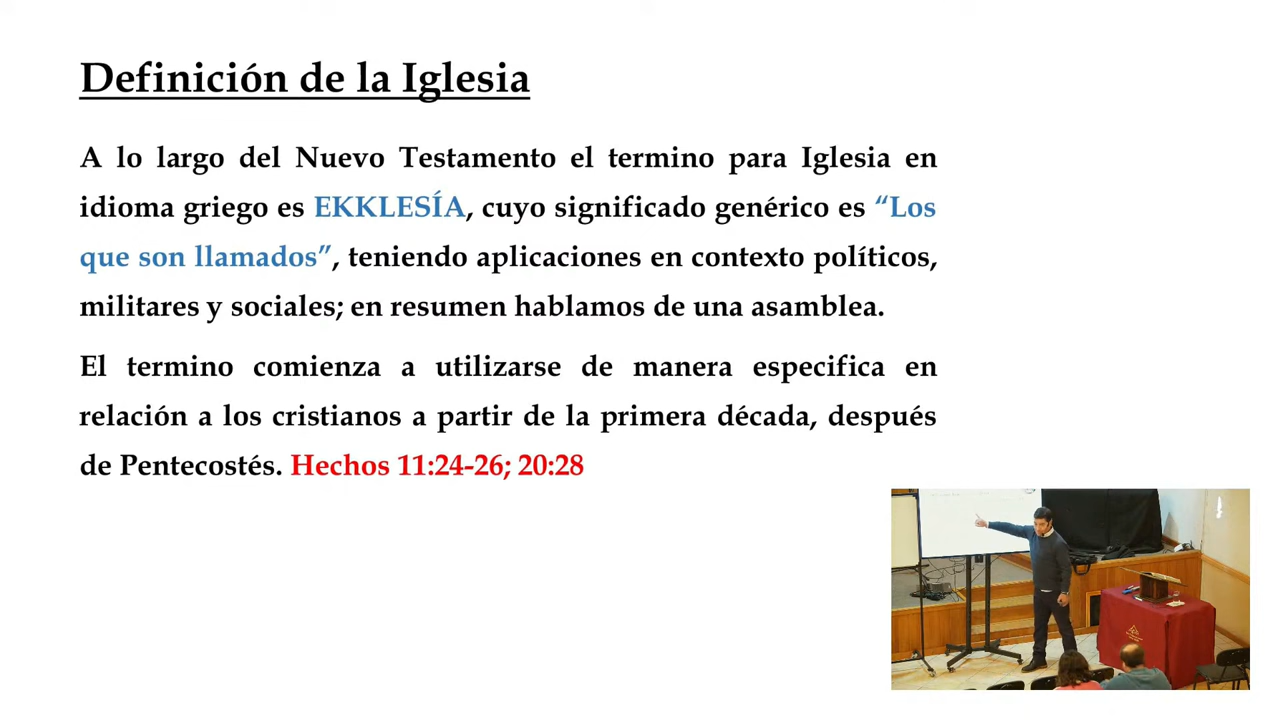 Definición de la Iglesia
A lo largo del Nuevo Testamento el termino para Iglesia en
idioma griego es EKKLESÍA, cuyo significado genérico es “Los
que son llamados”, teniendo aplicaciones en contexto políticos,
militares y sociales; en resumen hablamos de una asamblea.
El termino comienza a utilizarse de manera especifica en
relación a los cristianos a partir de la primera década, después
de Pentecostés. Hechos 11:24-26; 20:28